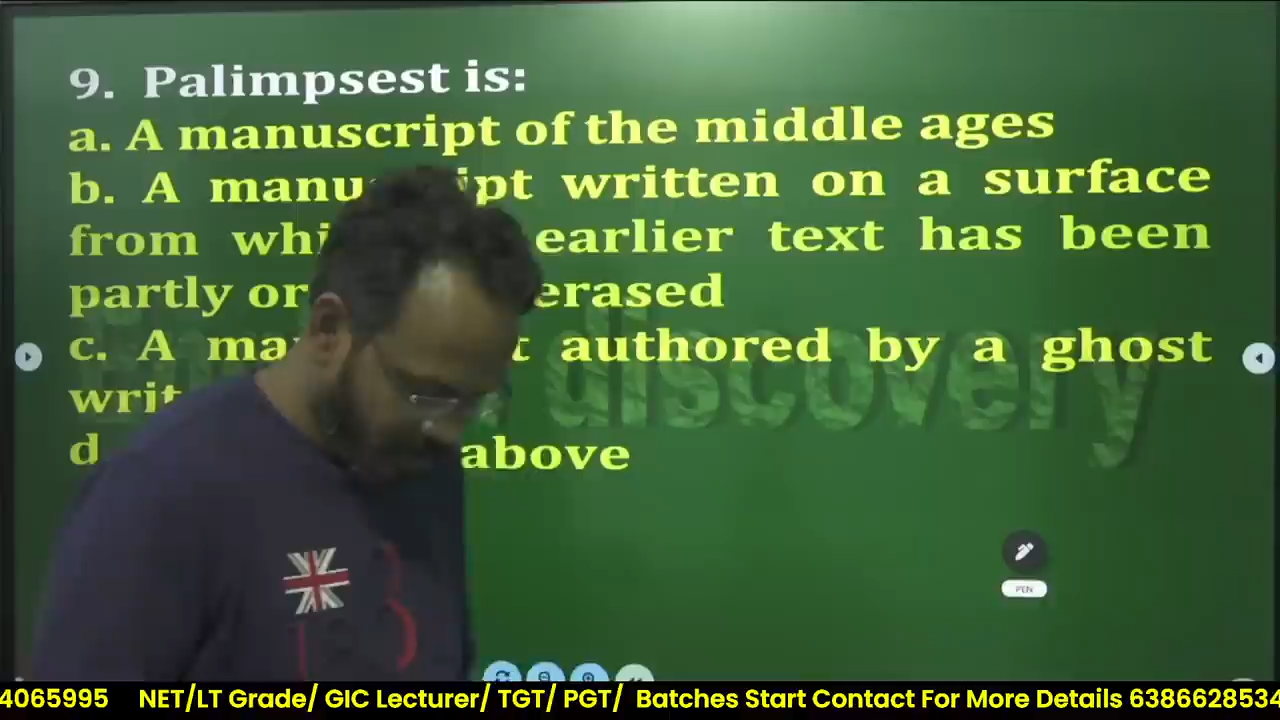 9. Palimpsest is:
a. A manuscript of the middle ages
b. A manu ipt written on a surface
from whi earlier text has been
partly or erased
c. A ma t authored by a ghost
writ
d above
discovery
PEN
4065995 NET/LT Grade/ GIC Lecturer/ TGT/ PGT/ Batches Start Contact For More Details 6386628534